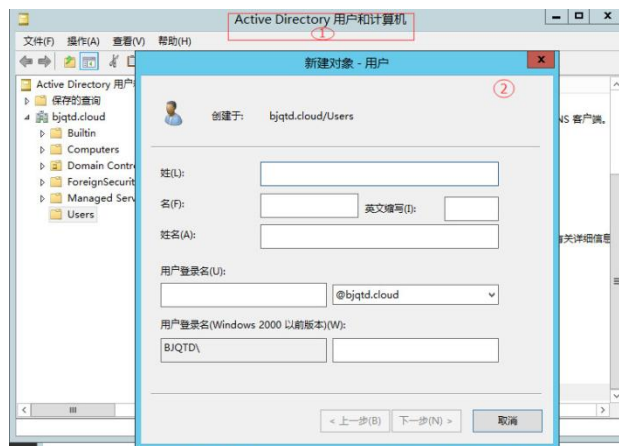 Active Directory 用户和计算机
①
文件(F) 操作(A) 查看(V) 帮助(H)
新建对象 - 用户
②
Active Directory 用户
保存的查询
bjqtd.cloud
Builtin
Computers
Domain Contr
ForeignSecurit
Managed Serv
Users
创建于: bjqtd.cloud/Users
姓(L):
名(F):
英文缩写(I):
姓名(A):
用户登录名(U):
@bjqtd.cloud
用户登录名(Windows 2000 以前版本)(W):
BJQTD\
< 上一步(B)
下一步(N) >
取消
NS 客户端。
有关详细信息